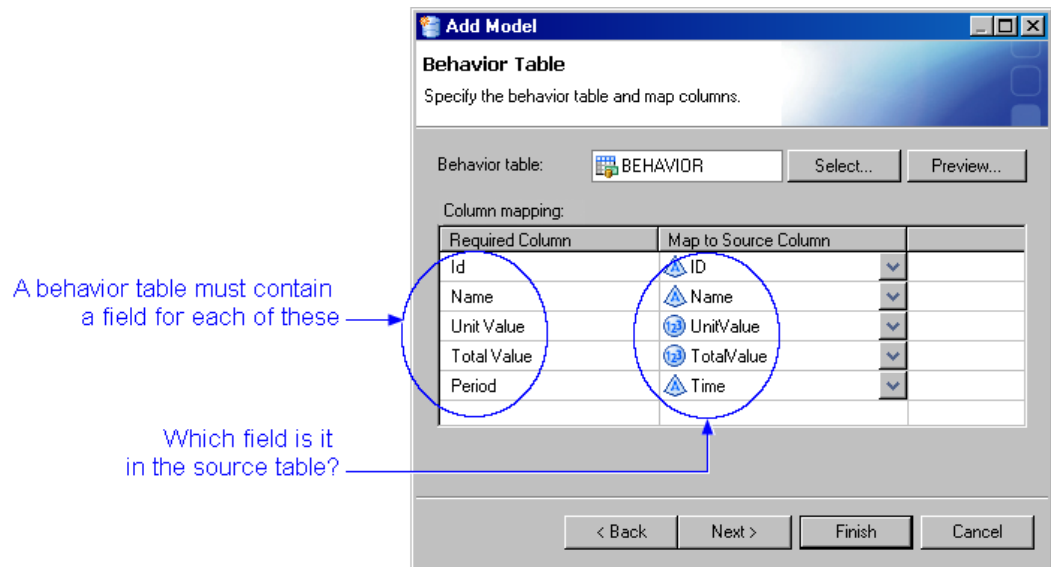 Add Model
Behavior Table
Specify the behavior table and map columns.
Behavior table: BEHAVIOR Select... Preview...
Column mapping:
Required Column Map to Source Column
Id ID
Name Name
Unit Value UnitValue
Total Value TotalValue
Period Time
A behavior table must contain
a field for each of these
Which field is it
in the source table?
< Back Next > Finish Cancel